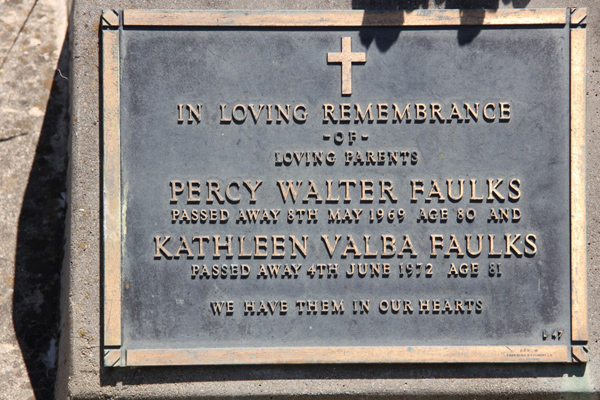 IN LOVING REMEMBRANCE
-OF-
LOVING PARENTS
PERCY WALTER FAULKS
PASSED AWAY 8TH MAY 1969 AGE 80 AND
KATHLEEN VALBA FAULKS
PASSED AWAY 4TH JUNE 1972 AGE 81
WE HAVE THEM IN OUR HEARTS